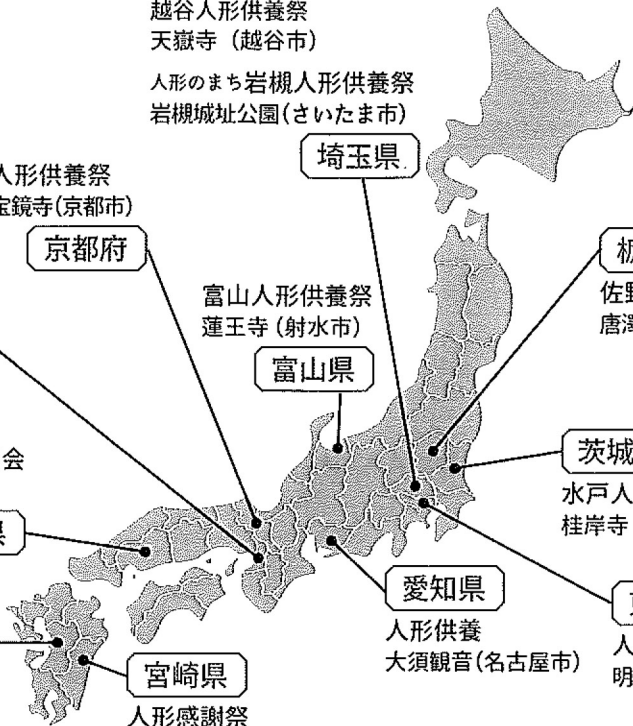 越谷人形供養祭
天嶽寺（越谷市）
人形のまち岩槻人形供養祭
岩槻城址公園(さいたま市)
埼玉県
人形供養祭
宝鏡寺(京都市)
京都府
富山人形供養祭
蓮王寺（射水市）
富山県
栃
佐野
唐澤
会
茨城
水戸人
桂岸寺
県
愛知県
人形供養
大須観音(名古屋市)
人
明
宮崎県
人形感謝祭